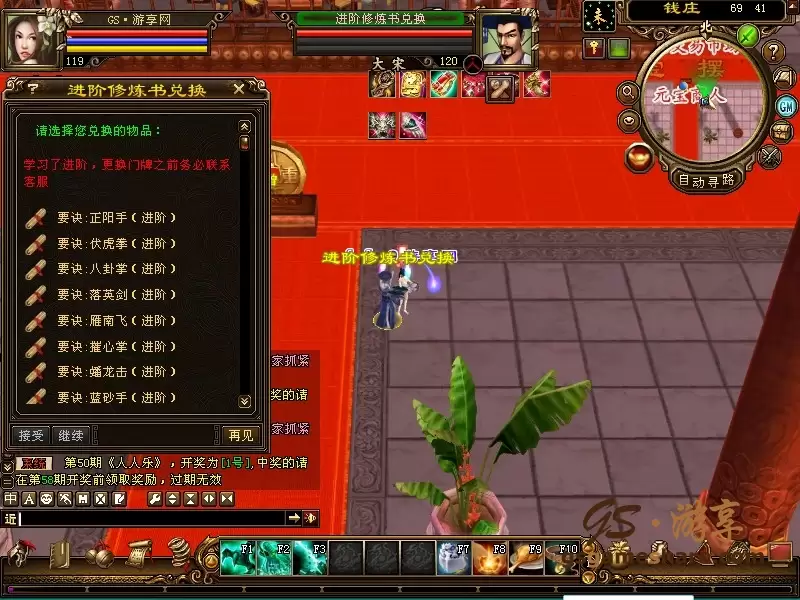 GS·游享网
119
进阶修炼书兑换
大宋
120
未
钱庄
69 41
北
摆
元宝商人
GM
自动寻路
进阶修炼书兑换
请选择您兑换的物品：
学习了进阶，更换门牌之前务必联系
客服
要诀:正阳手(进阶)
要诀:伏虎拳(进阶)
要诀:八卦掌(进阶)
要诀:落英剑(进阶)
要诀:雁南飞(进阶)
要诀:摧心掌(进阶)
要诀:蟠龙击(进阶)
要诀:蓝砂手(进阶)
接受
继续
再见
进阶修炼书兑换
家抓紧
奖的请
家抓紧
系统 第50期《人人乐》，开奖为[1号],中奖的请
在第58期开奖前领取奖励，过期无效
中 A
近
F1 F2 F3 F7 F8 F9 F10
GS·游享